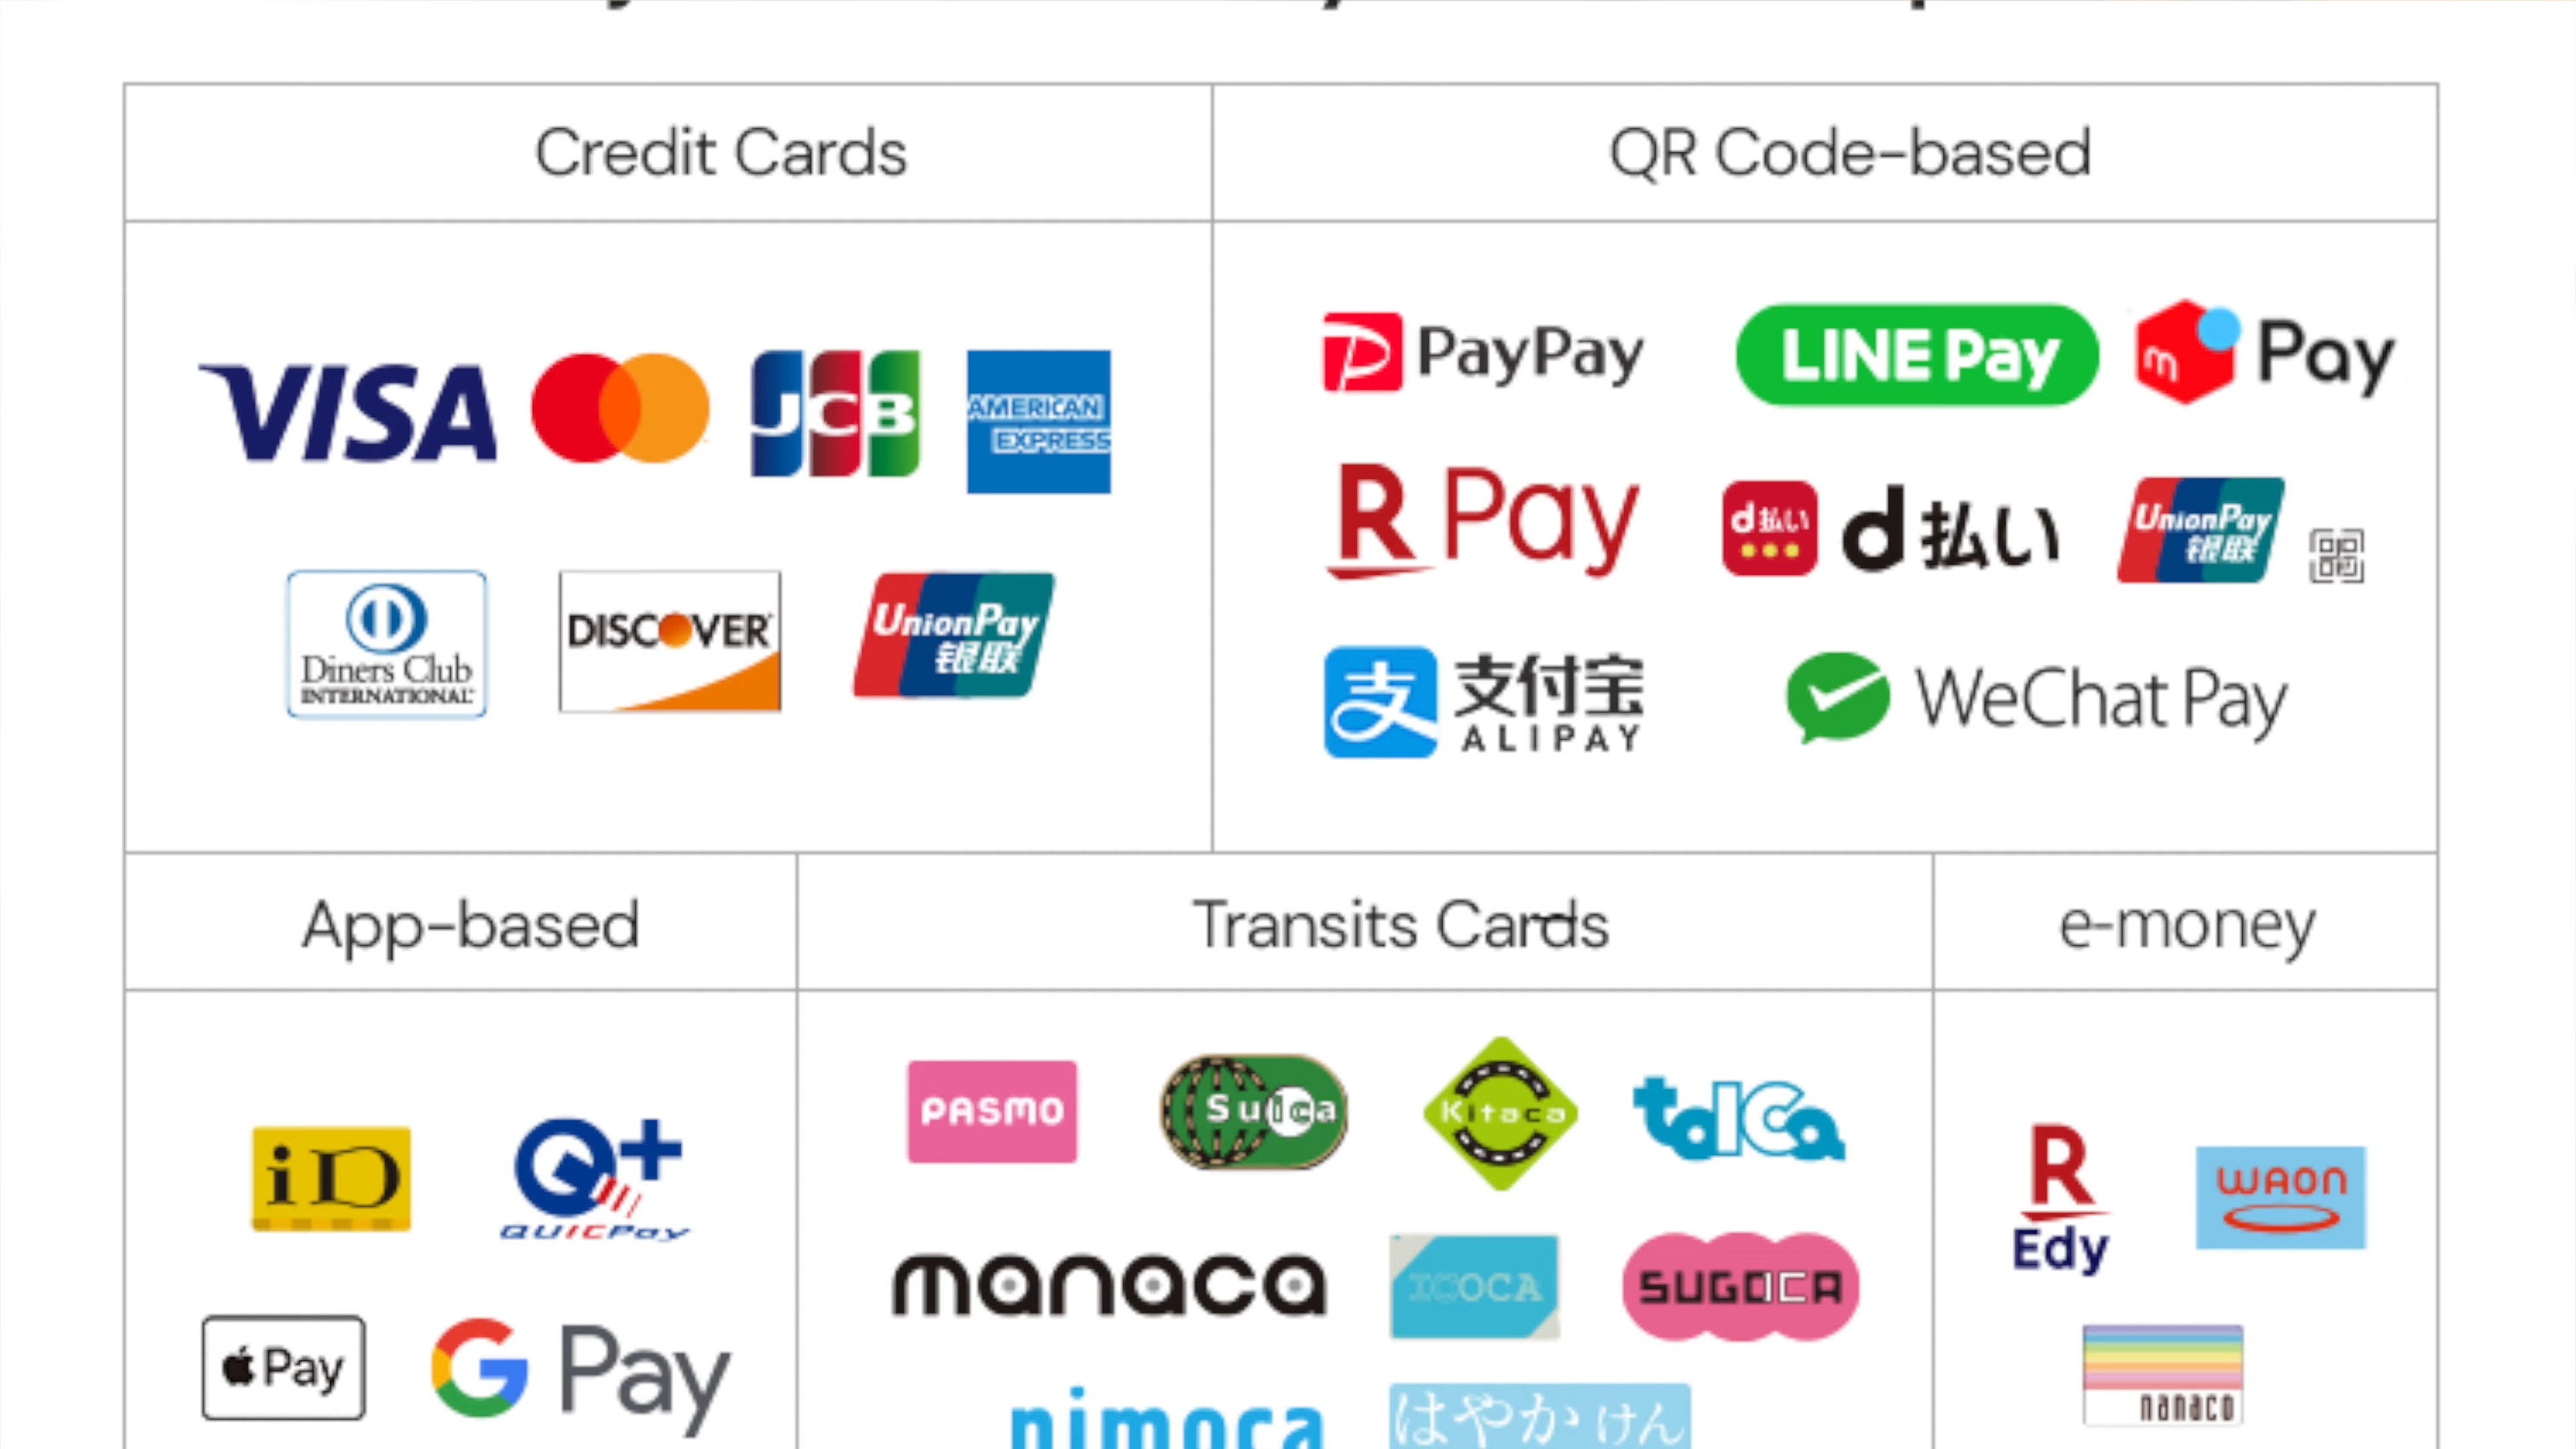 Credit Cards
QR Code-based
VISA
JCB
AMERICAN
EXPRESS
Diners Club
INTERNATIONAL
DISCOVER
UnionPay
银联
PayPay
LINE Pay
m Pay
R Pay
d払い
d払い
UnionPay
银联
支 支付宝
ALIPAY
WeChat Pay
App-based
Transits Cards
e-money
iD
Q+
QUICPay
Pay
G Pay
PASMO
Suica
Kitaca
toICa
manaca
ICOCA
SUGOCA
nimoca
はやかけん
R
Edy
WAON
nanaco